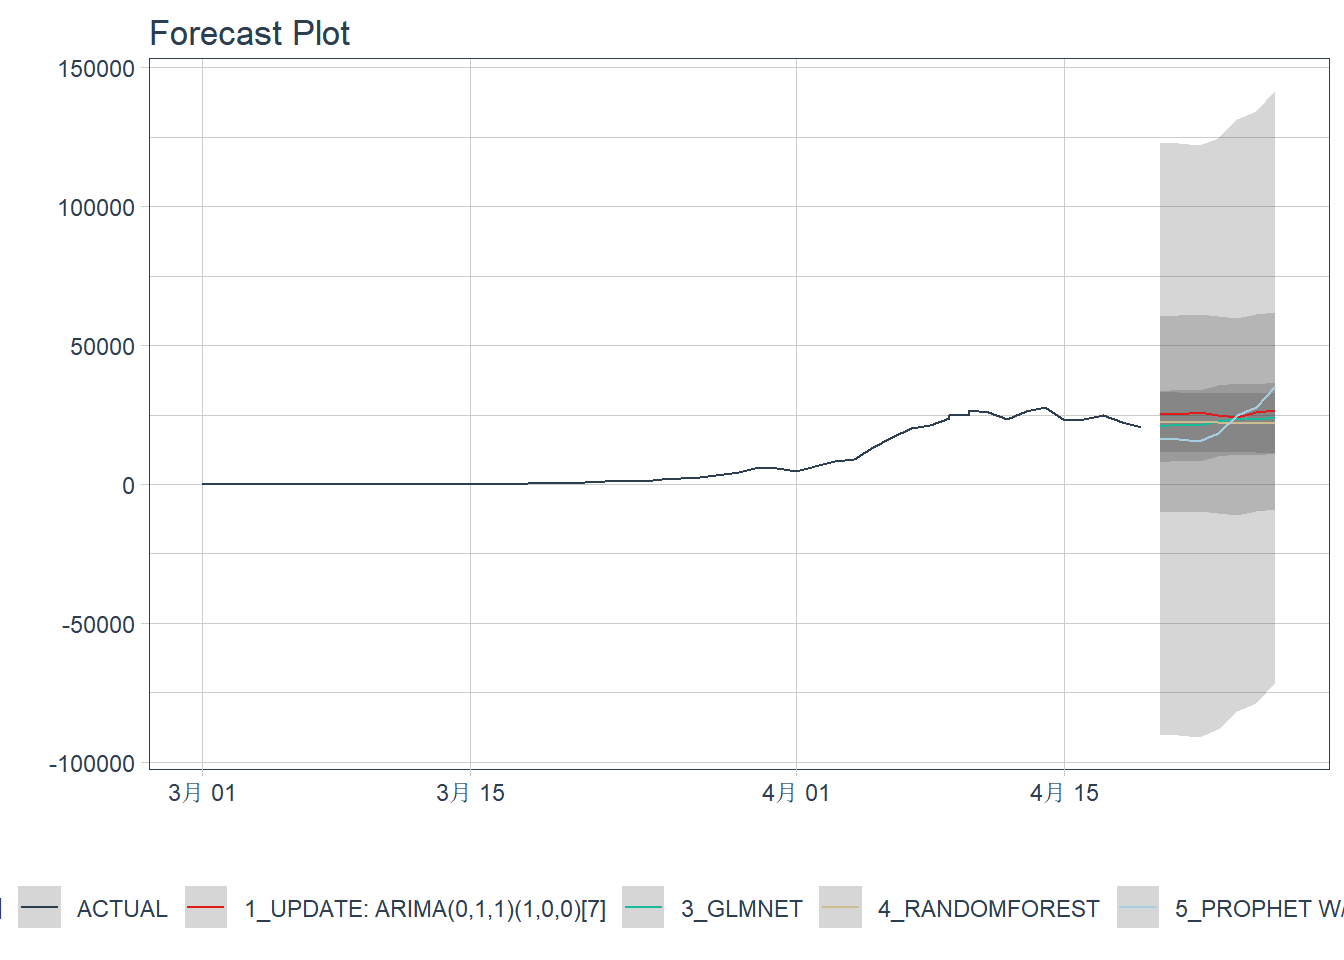 Forecast Plot
150000
100000
50000
0
-50000
-100000
3月 01 3月 15 4月 01 4月 15
ACTUAL 1_UPDATE: ARIMA(0,1,1)(1,0,0)[7] 3_GLMNET 4_RANDOMFOREST 5_PROPHET